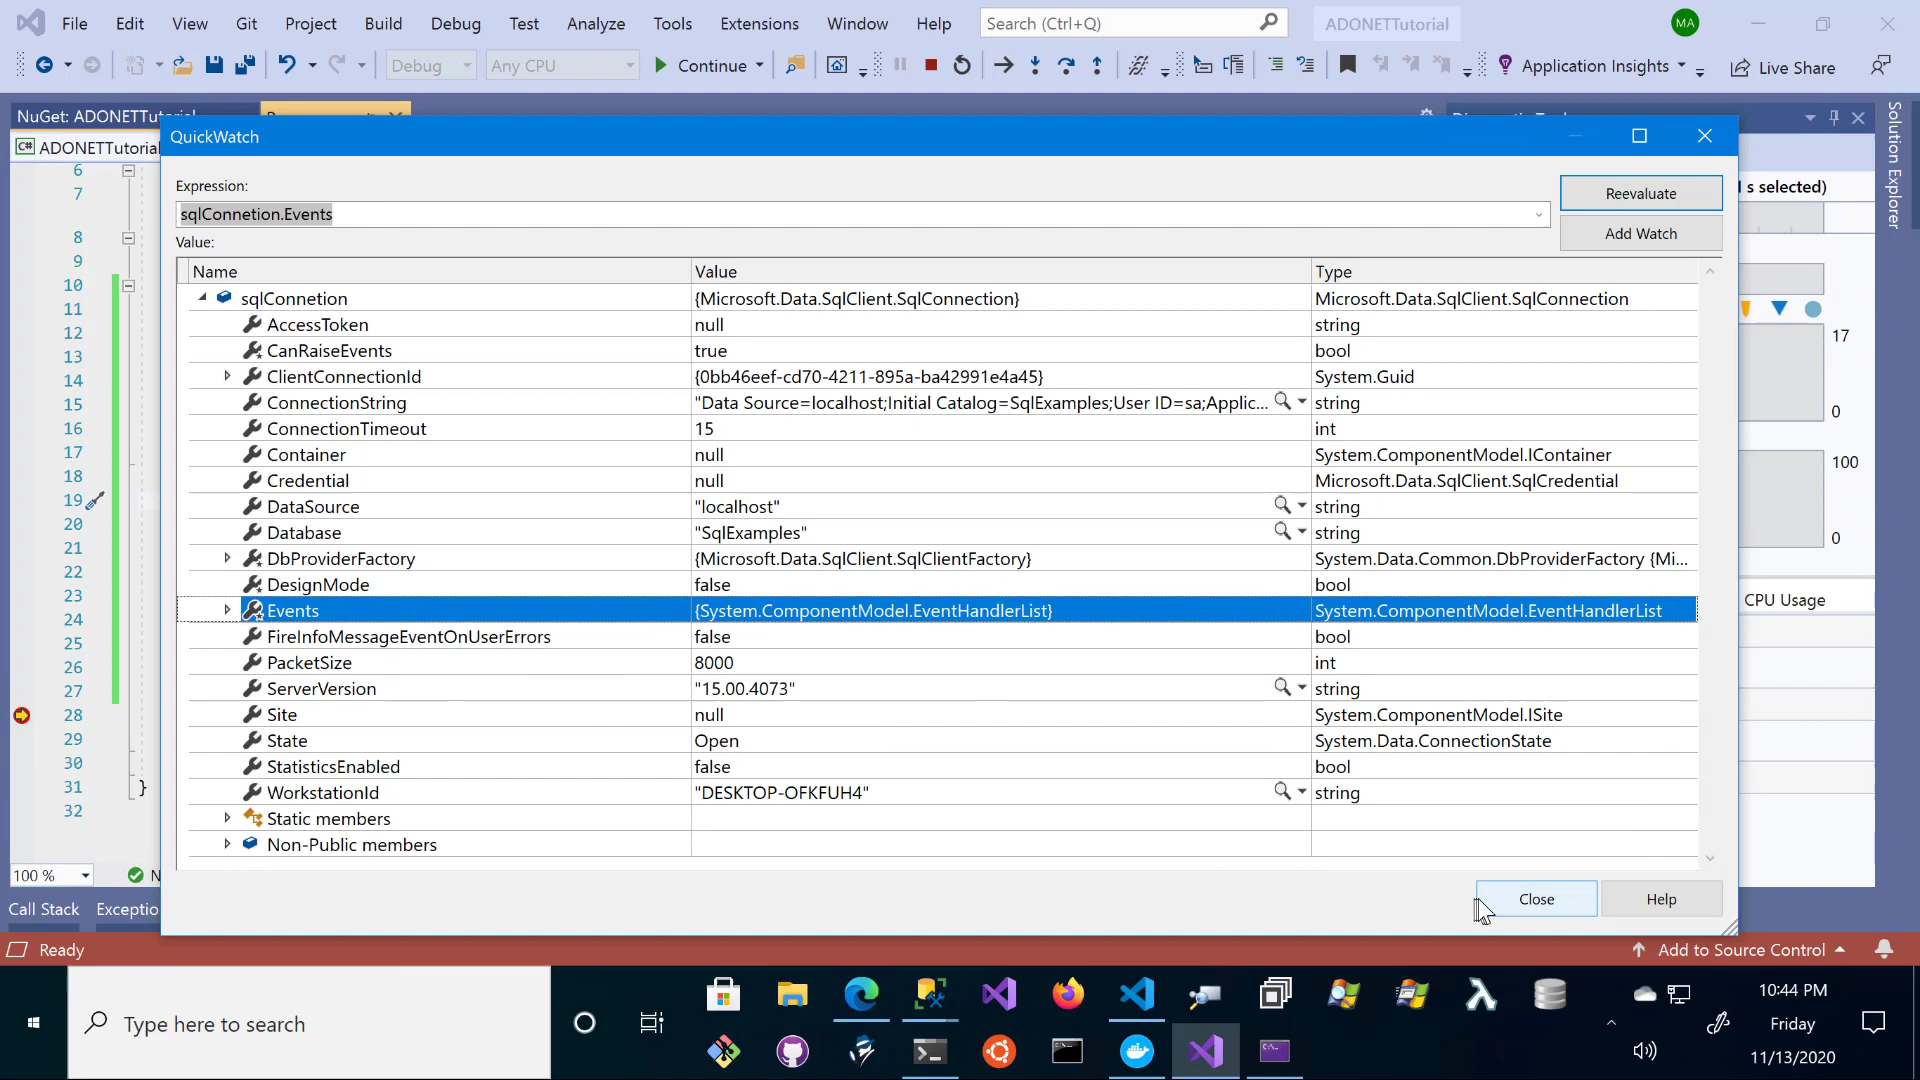 File Edit View Git Project Build Debug Test Analyze Tools Extensions Window Help Search (Ctrl+Q) ADONETTutorial MA
Debug Any CPU Continue Application Insights Live Share
NuGet: ADONETTutorial
ADONETTutorial
QuickWatch
Expression:
sqlConnetion.Events
Reevaluate
Value:
Add Watch
Name Value Type
sqlConnetion {Microsoft.Data.SqlClient.SqlConnection} Microsoft.Data.SqlClient.SqlConnection
AccessToken null string
CanRaiseEvents true bool
ClientConnectionId {0bb46eef-cd70-4211-895a-ba42991e4a45} System.Guid
ConnectionString "Data Source=localhost;Initial Catalog=SqlExamples;User ID=sa;Applic... string
ConnectionTimeout 15 int
Container null System.ComponentModel.IContainer
Credential null Microsoft.Data.SqlClient.SqlCredential
DataSource "localhost" string
Database "SqlExamples" string
DbProviderFactory {Microsoft.Data.SqlClient.SqlClientFactory} System.Data.Common.DbProviderFactory {Mi...
DesignMode false bool
Events {System.ComponentModel.EventHandlerList} System.ComponentModel.EventHandlerList
FireInfoMessageEventOnUserErrors false bool
PacketSize 8000 int
ServerVersion "15.00.4073" string
Site null System.ComponentModel.ISite
State Open System.Data.ConnectionState
StatisticsEnabled false bool
WorkstationId "DESKTOP-OFKFUH4" string
Static members
Non-Public members
Close Help
6
7
8
9
10
11
12
13
14
15
16
17
18
19
20
21
22
23
24
25
26
27
28
29
30
31 }
32
s selected)
17
0
100
0
CPU Usage
Solution Explorer
100 % N
Call Stack Exceptio
Ready Add to Source Control
Type here to search
10:44 PM
Friday
11/13/2020